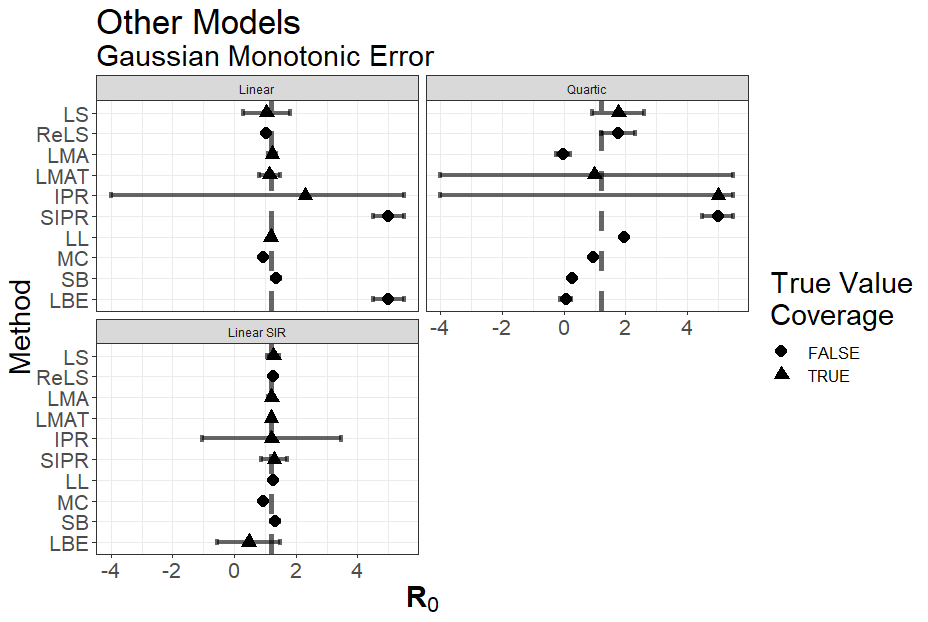 Other Models
Gaussian Monotonic Error
Linear
Quartic
LS
ReLS
LMA
LMAT
IPR
SIPR
LL
MC
SB
LBE
-4 -2 0 2 4
Linear SIR
LS
ReLS
LMA
LMAT
IPR
SIPR
LL
MC
SB
LBE
-4 -2 0 2 4
Method
R0
True Value
Coverage
FALSE
TRUE